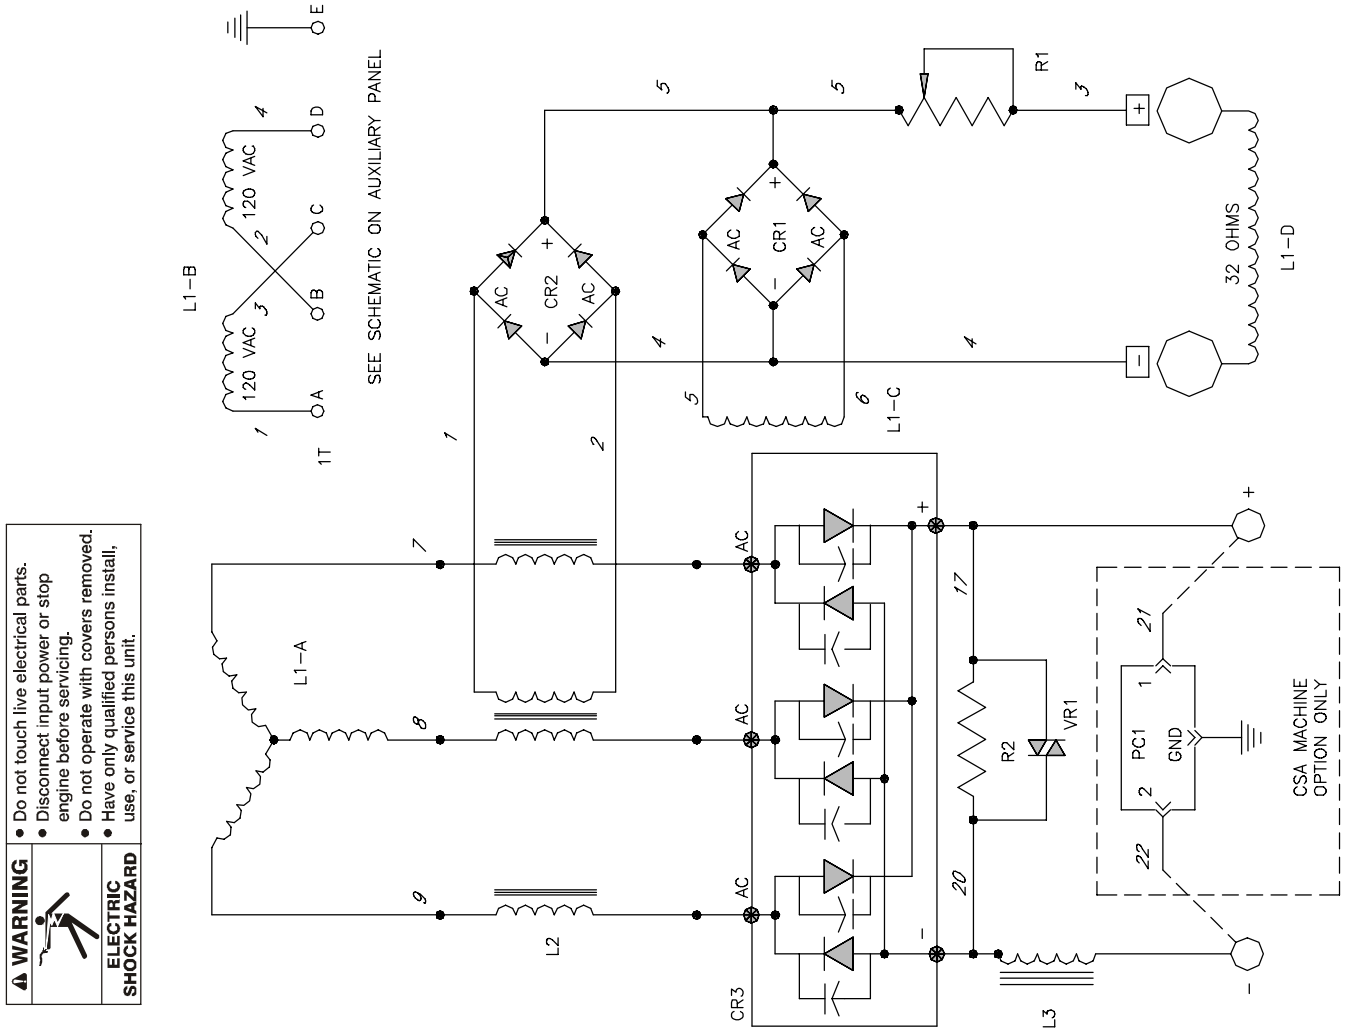 WARNING
ELECTRIC
SHOCK HAZARD
● Do not touch live electrical parts.
● Disconnect input power or stop
engine before servicing.
● Do not operate with covers removed.
● Have only qualified persons install,
use, or service this unit.
L1-B
120 VAC
120 VAC
1
3
2
4
1T
A
B
C
D
E
SEE SCHEMATIC ON AUXILIARY PANEL
L1-A
9
8
7
L2
1
2
AC
AC
CR2
-
+
4
5
5
6
L1-C
AC
AC
CR1
-
+
4
5
R1
3
-
+
32 OHMS
L1-D
CR3
AC
AC
AC
-
+
20
17
R2
VR1
L3
22
21
2
1
PC1
GND
CSA MACHINE
OPTION ONLY
-
+